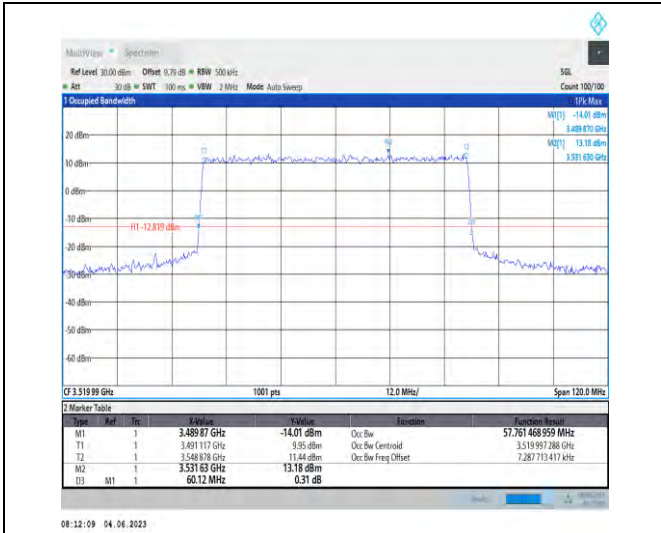 MultiView Spectrum
Ref Level 30.00 dBm Offset 9.79 dB RBW 500 kHz SGL
Att 30 dB SWT 100 ms VBW 2 MHz Mode Auto Sweep Count 100/100
1 Occupied Bandwidth 1Pk Max
M1[1] -14.01 dBm
3.489 870 GHz
M2[1] 13.18 dBm
3.531 630 GHz
20 dBm
10 dBm
0 dBm
-10 dBm
H1 -12.819 dBm
-20 dBm
-30 dBm
-40 dBm
-50 dBm
-60 dBm
CF 3.519 99 GHz 1001 pts 12.0 MHz/ Span 120.0 MHz
2 Marker Table
Type Ref Trc X-Value Y-Value Function Function Result
M1 1 3.489 87 GHz -14.01 dBm Occ Bw 57.761 468 959 MHz
T1 1 3.491 117 GHz 9.95 dBm Occ Bw Centroid 3.519 997 288 GHz
T2 1 3.548 878 GHz 11.44 dBm Occ Bw Freq Offset 7.287 713 417 kHz
M2 1 3.531 63 GHz 13.18 dBm
D3 M1 1 60.12 MHz 0.31 dB
08:12:09 04.06.2023